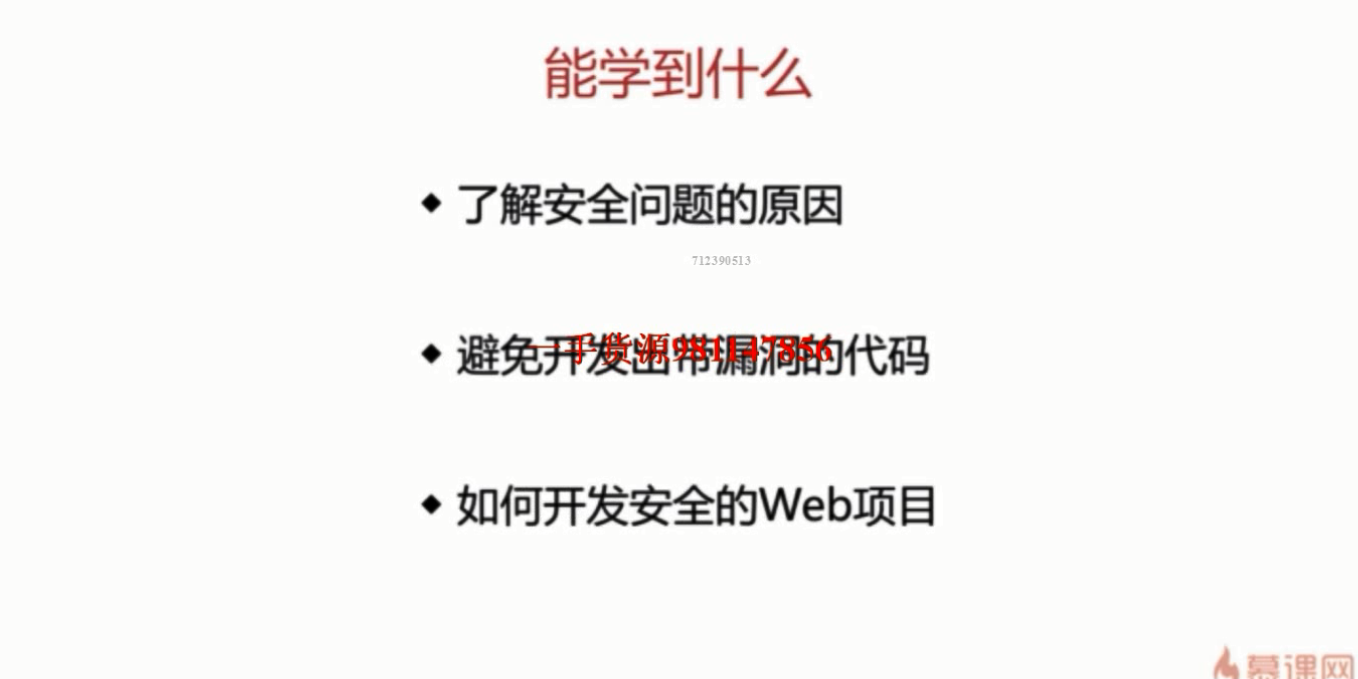 能学到什么
◆ 了解安全问题的原因
712390513
◆ 避免开发出带漏洞的代码
一手货源981147856
◆ 如何开发安全的Web项目
慕课网